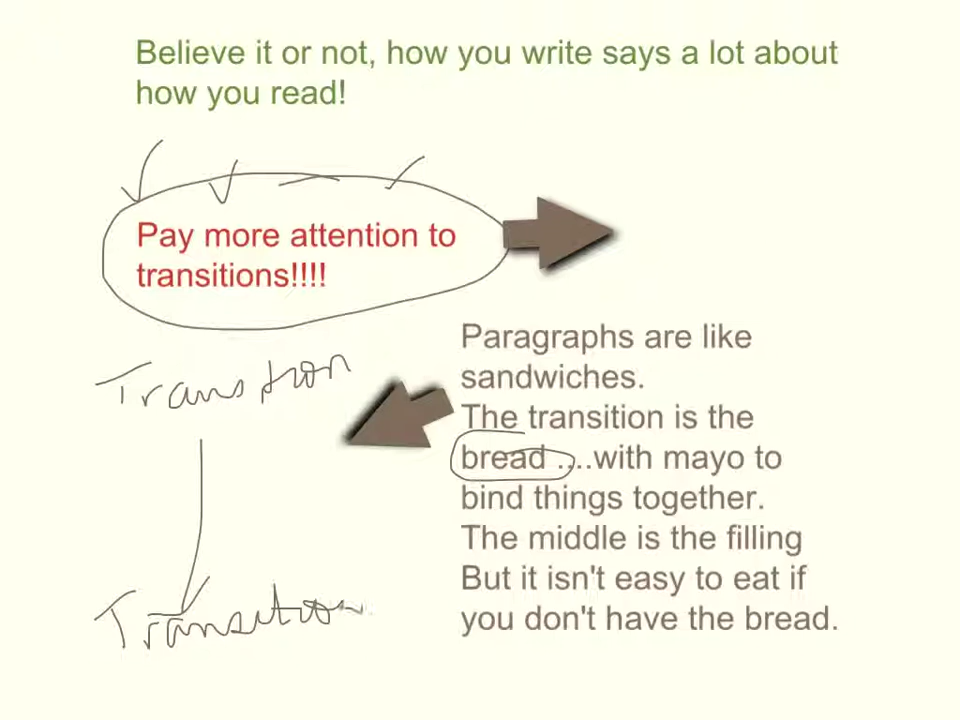 Believe it or not, how you write says a lot about
how you read!
Pay more attention to
transitions!!!!
Transtion
Paragraphs are like
sandwiches.
The transition is the
bread ....with mayo to
bind things together.
The middle is the filling
But it isn't easy to eat if
you don't have the bread.
Transition